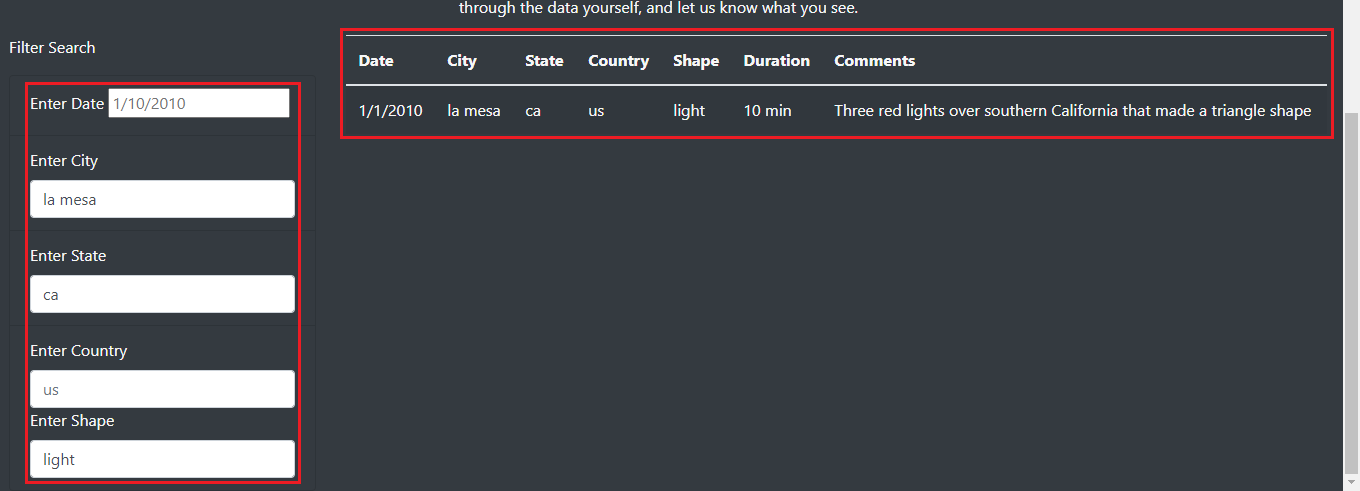 through the data yourself, and let us know what you see.
Filter Search
Enter Date 1/10/2010
Enter City
la mesa
Enter State
ca
Enter Country
us
Enter Shape
light
Date City State Country Shape Duration Comments
1/1/2010 la mesa ca us light 10 min Three red lights over southern California that made a triangle shape